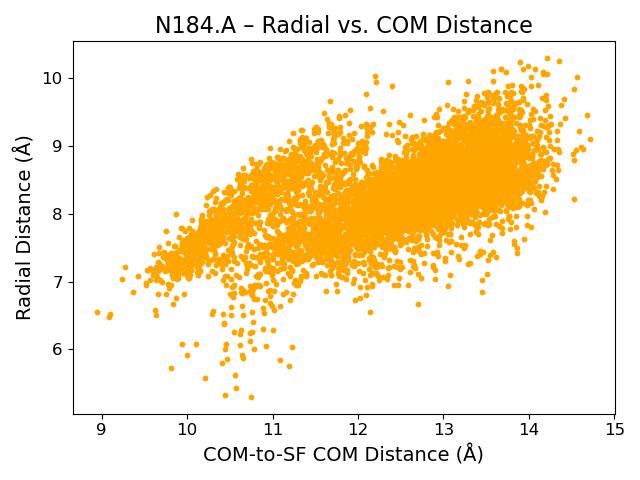 N184.A – Radial vs. COM Distance
Radial Distance (Å)
10
9
8
7
6
9 10 11 12 13 14 15
COM-to-SF COM Distance (Å)